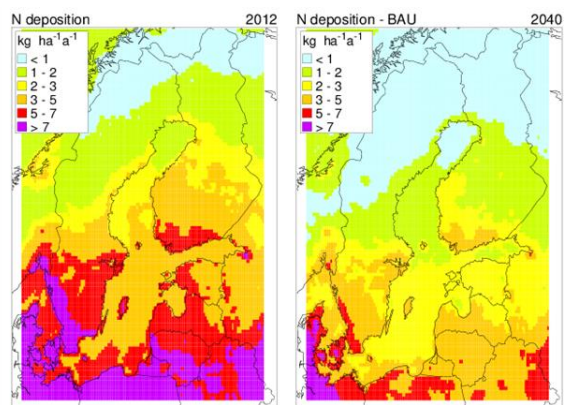 N deposition 2012
kg ha⁻¹a⁻¹
< 1
1 - 2
2 - 3
3 - 5
5 - 7
> 7
N deposition - BAU 2040
kg ha⁻¹a⁻¹
< 1
1 - 2
2 - 3
3 - 5
5 - 7
> 7